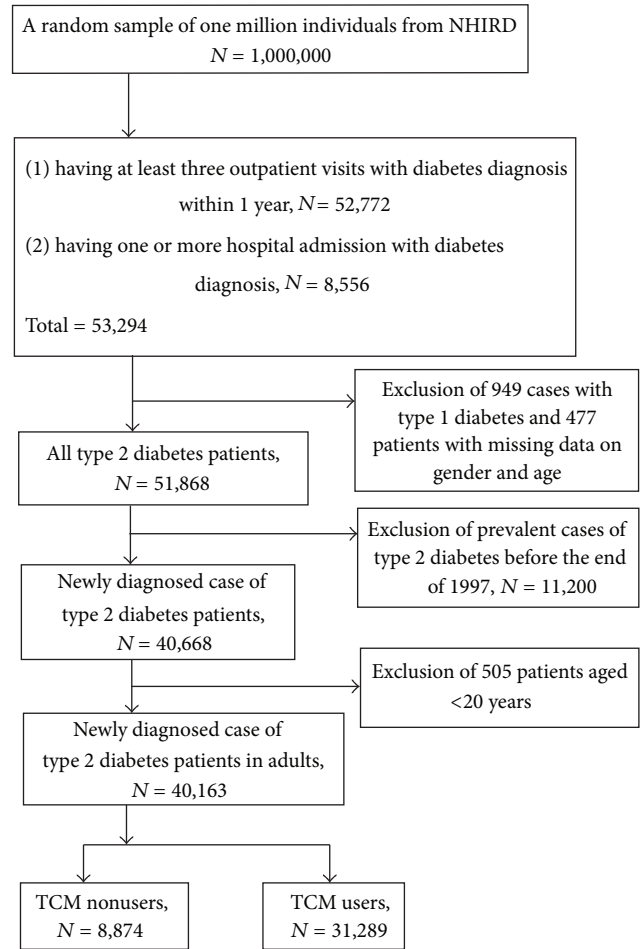 A random sample of one million individuals from NHIRD
N = 1,000,000
(1) having at least three outpatient visits with diabetes diagnosis
within 1 year, N = 52,772
(2) having one or more hospital admission with diabetes
diagnosis, N = 8,556
Total = 53,294
Exclusion of 949 cases with
type 1 diabetes and 477
patients with missing data on
gender and age
All type 2 diabetes patients,
N = 51,868
Exclusion of prevalent cases of
type 2 diabetes before the end
of 1997, N = 11,200
Newly diagnosed case of
type 2 diabetes patients,
N = 40,668
Exclusion of 505 patients aged
<20 years
Newly diagnosed case of
type 2 diabetes patients in adults,
N = 40,163
TCM nonusers,
N = 8,874
TCM users,
N = 31,289